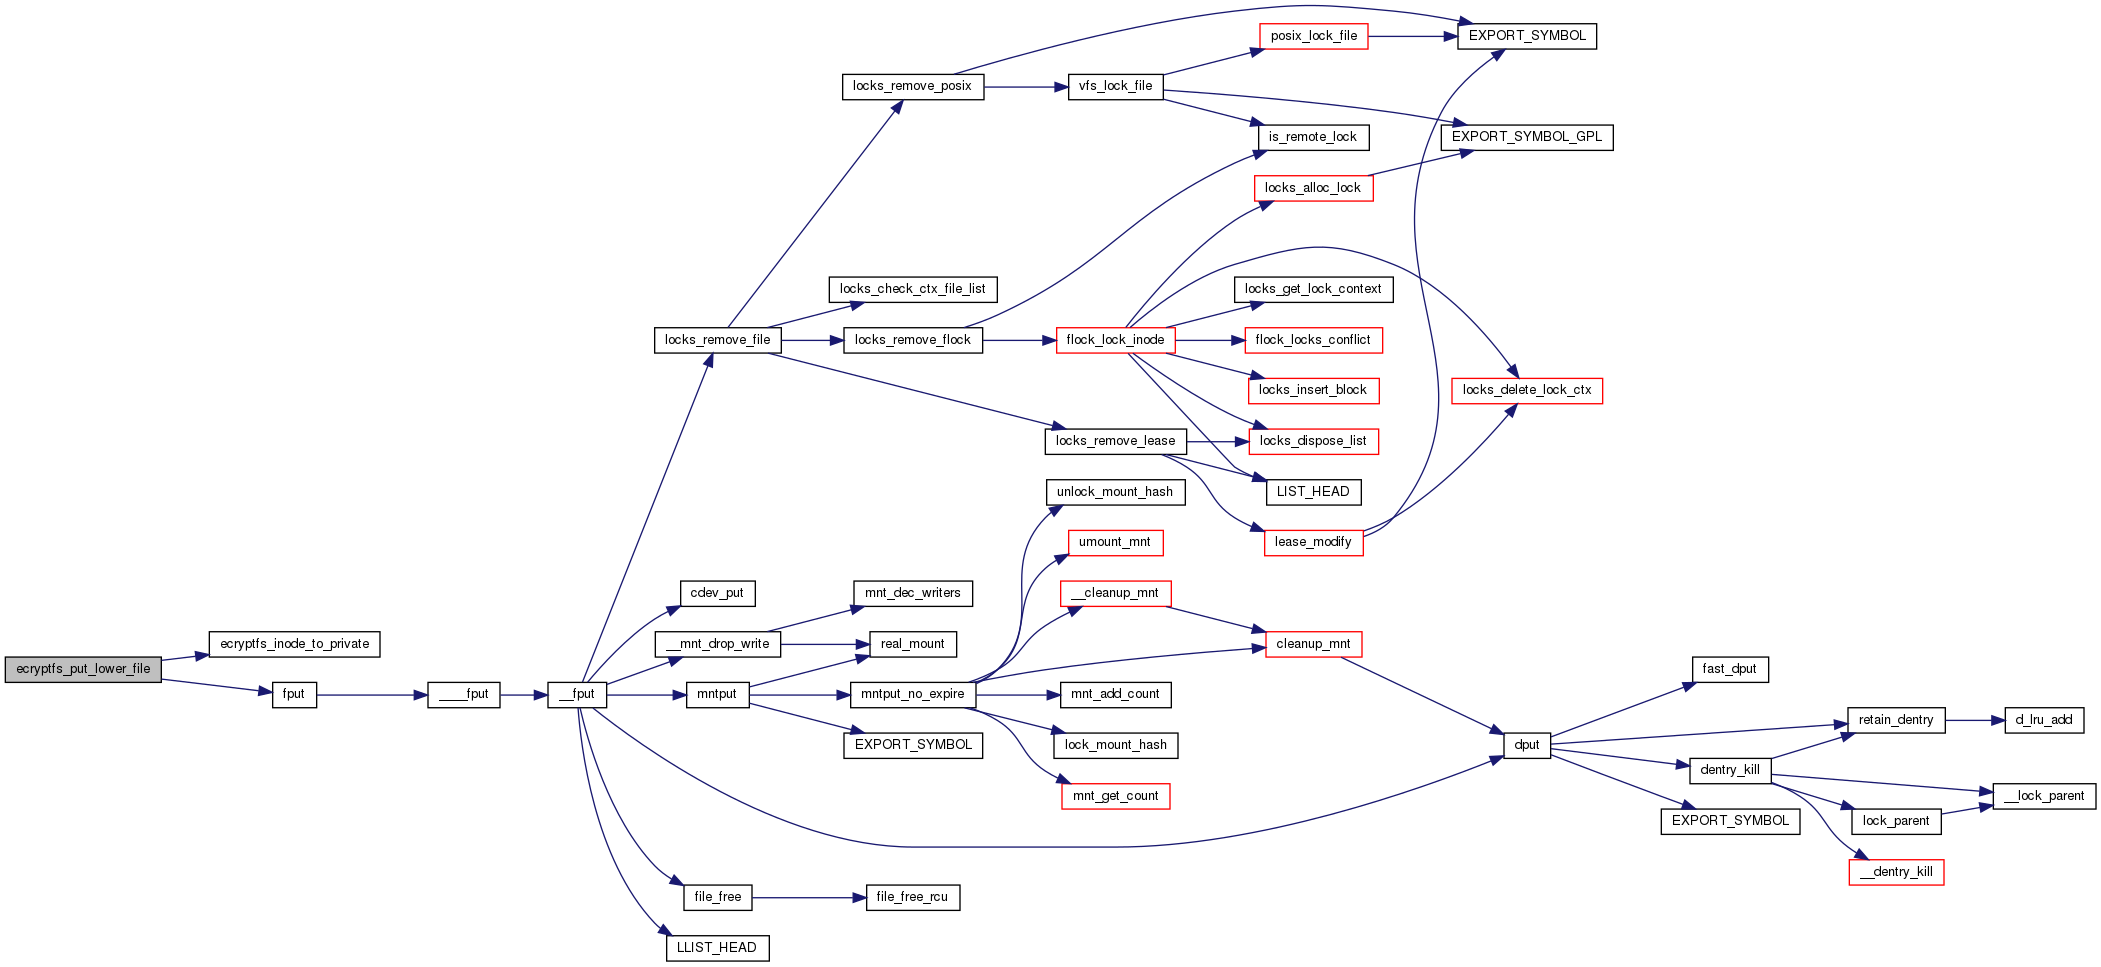 ecryptfs_put_lower_file
ecryptfs_inode_to_private
fput
____fput
__fput
locks_remove_file
cdev_put
__mnt_drop_write
mntput
file_free
LLIST_HEAD
locks_remove_posix
locks_check_ctx_file_list
locks_remove_flock
mnt_dec_writers
real_mount
mntput_no_expire
EXPORT_SYMBOL
file_free_rcu
vfs_lock_file
flock_lock_inode
locks_remove_lease
unlock_mount_hash
umount_mnt
__cleanup_mnt
mnt_add_count
lock_mount_hash
mnt_get_count
posix_lock_file
is_remote_lock
locks_alloc_lock
locks_get_lock_context
flock_locks_conflict
locks_insert_block
locks_dispose_list
LIST_HEAD
lease_modify
cleanup_mnt
EXPORT_SYMBOL
EXPORT_SYMBOL_GPL
locks_delete_lock_ctx
dput
fast_dput
dentry_kill
EXPORT_SYMBOL
retain_dentry
lock_parent
__dentry_kill
d_lru_add
__lock_parent